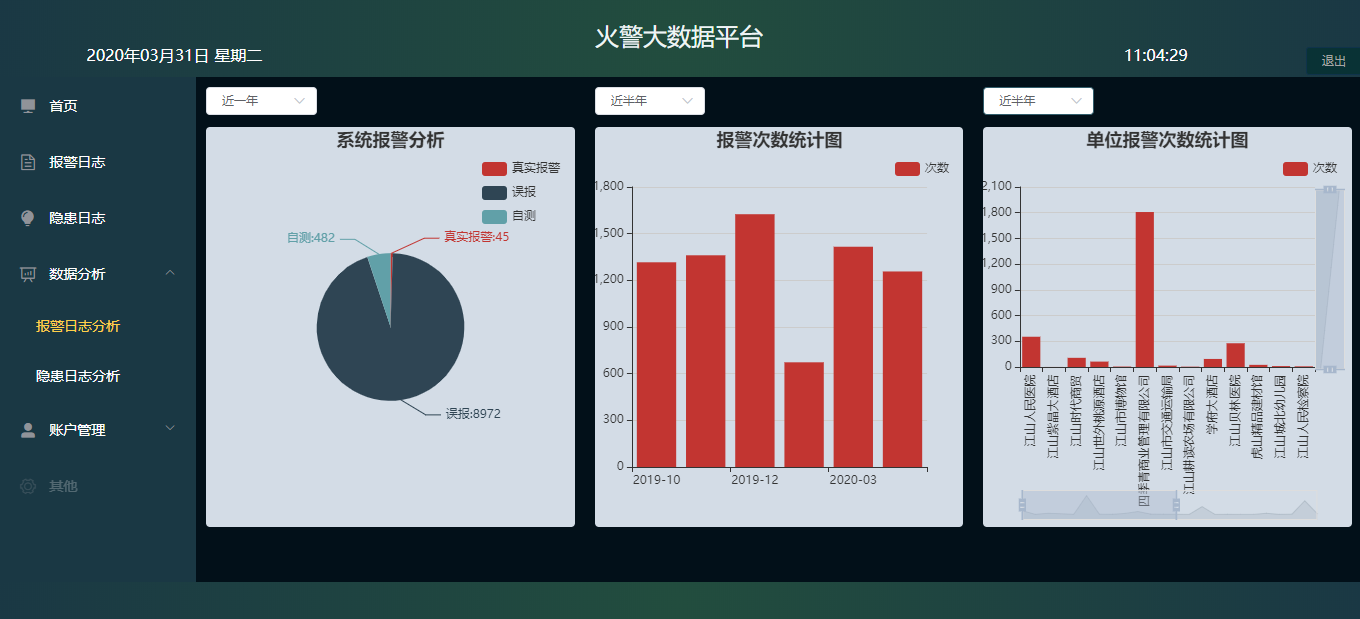 火警大数据平台
2020年03月31日 星期二
11:04:29
退出
首页
报警日志
隐患日志
数据分析
报警日志分析
隐患日志分析
账户管理
其他
近一年
系统报警分析
真实报警
误报
自测
自测:482
真实报警:45
误报:8972
近半年
报警次数统计图
次数
1,800
1,500
1,200
900
600
300
0
2019-10
2019-12
2020-03
近半年
单位报警次数统计图
次数
2,100
1,800
1,500
1,200
900
600
300
0
江山人民医院
江山紫晶大酒店
江山时代商贸
江山世外桃源酒店
江山市博物馆
四季青商业管理有限公司
江山市交通运输局
江山耕读农场有限公司
学府大酒店
江山贝林医院
虎山精品建材馆
江山城北幼儿园
江山人民检察院